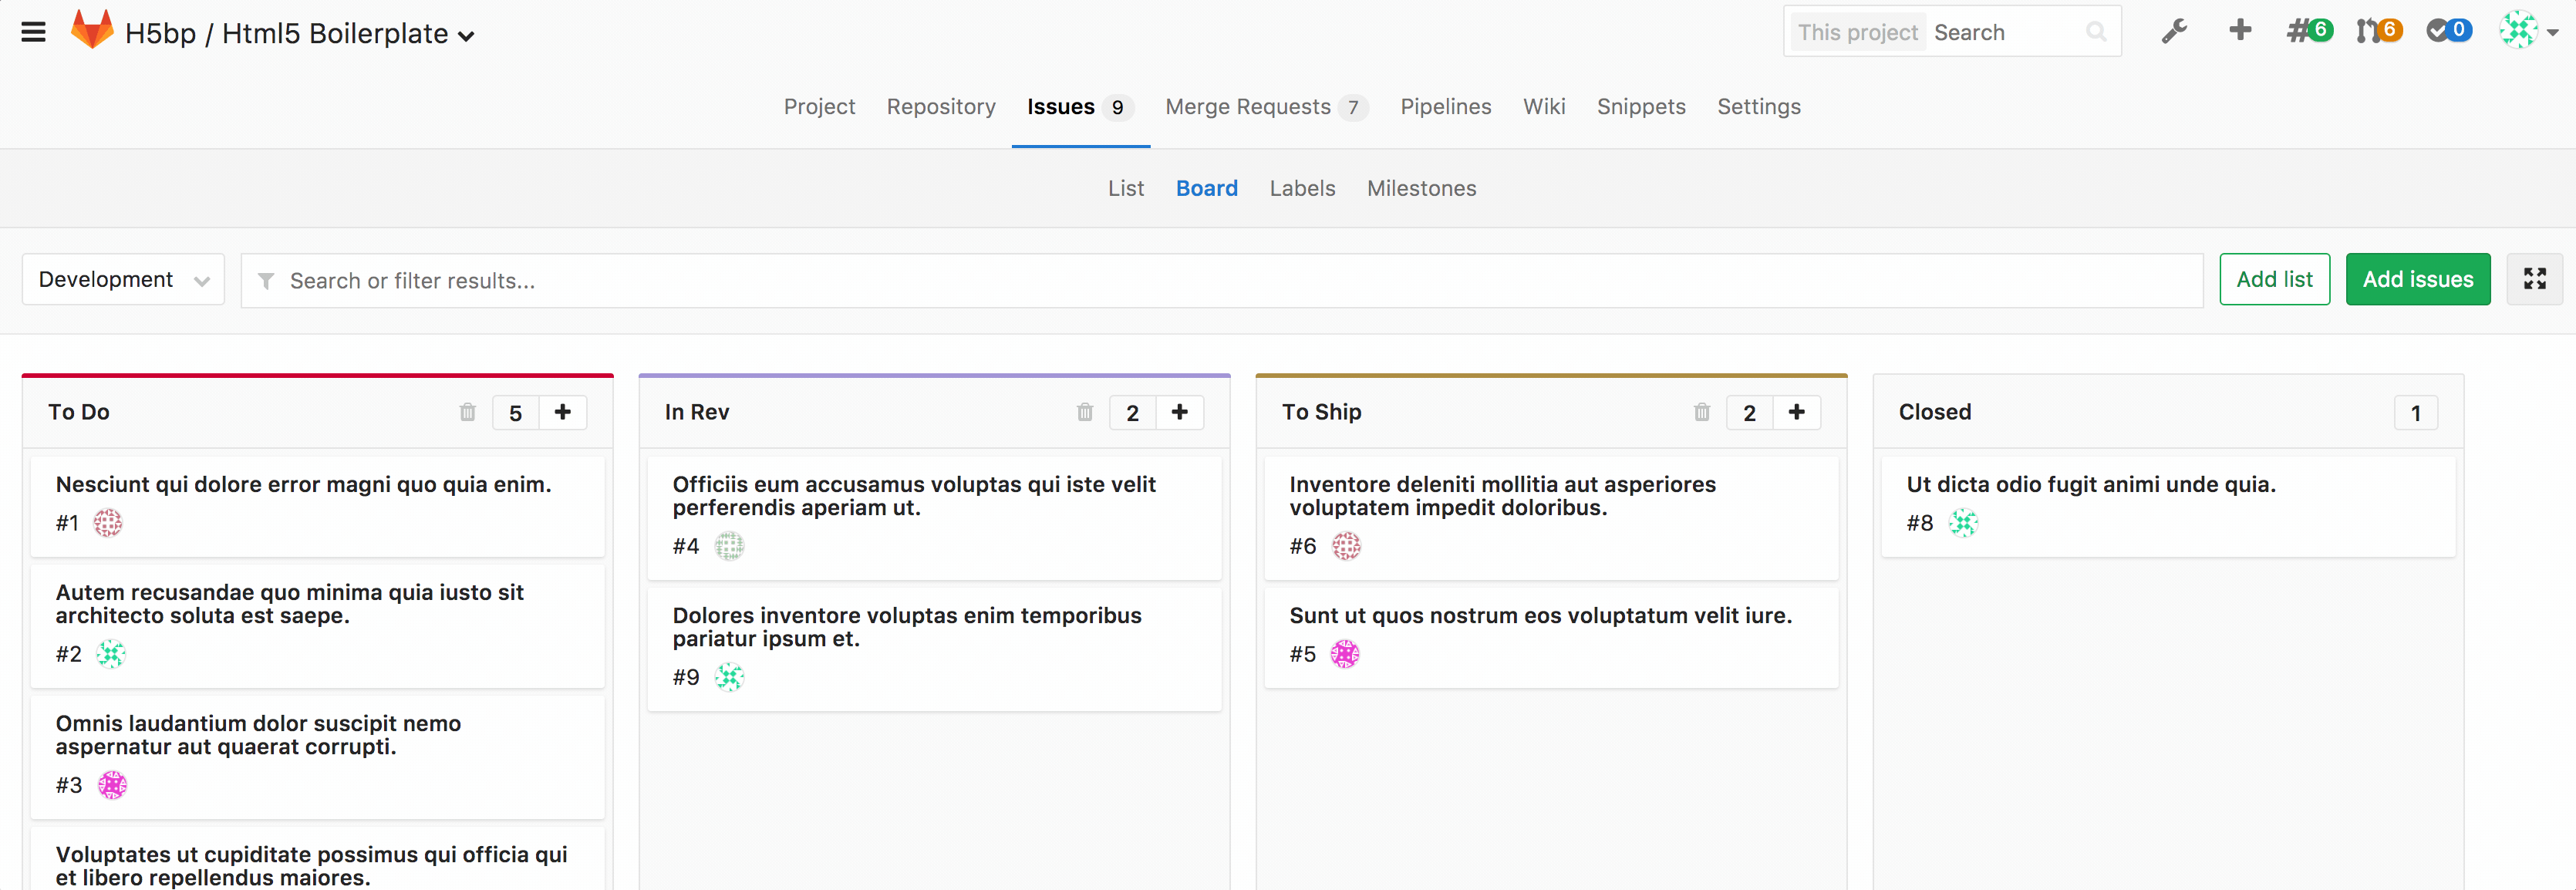 H5bp / Html5 Boilerplate
This project Search
6 6 0
Project Repository Issues 9 Merge Requests 7 Pipelines Wiki Snippets Settings
List Board Labels Milestones
Development Search or filter results... Add list Add issues
To Do 5
Nesciunt qui dolore error magni quo quia enim.
#1
Autem recusandae quo minima quia iusto sit
architecto soluta est saepe.
#2
Omnis laudantium dolor suscipit nemo
aspernatur aut quaerat corrupti.
#3
Voluptates ut cupiditate possimus qui officia qui
et libero repellendus maiores.
In Rev 2
Officiis eum accusamus voluptas qui iste velit
perferendis aperiam ut.
#4
Dolores inventore voluptas enim temporibus
pariatur ipsum et.
#9
To Ship 2
Inventore deleniti mollitia aut asperiores
voluptatem impedit doloribus.
#6
Sunt ut quos nostrum eos voluptatum velit iure.
#5
Closed 1
Ut dicta odio fugit animi unde quia.
#8